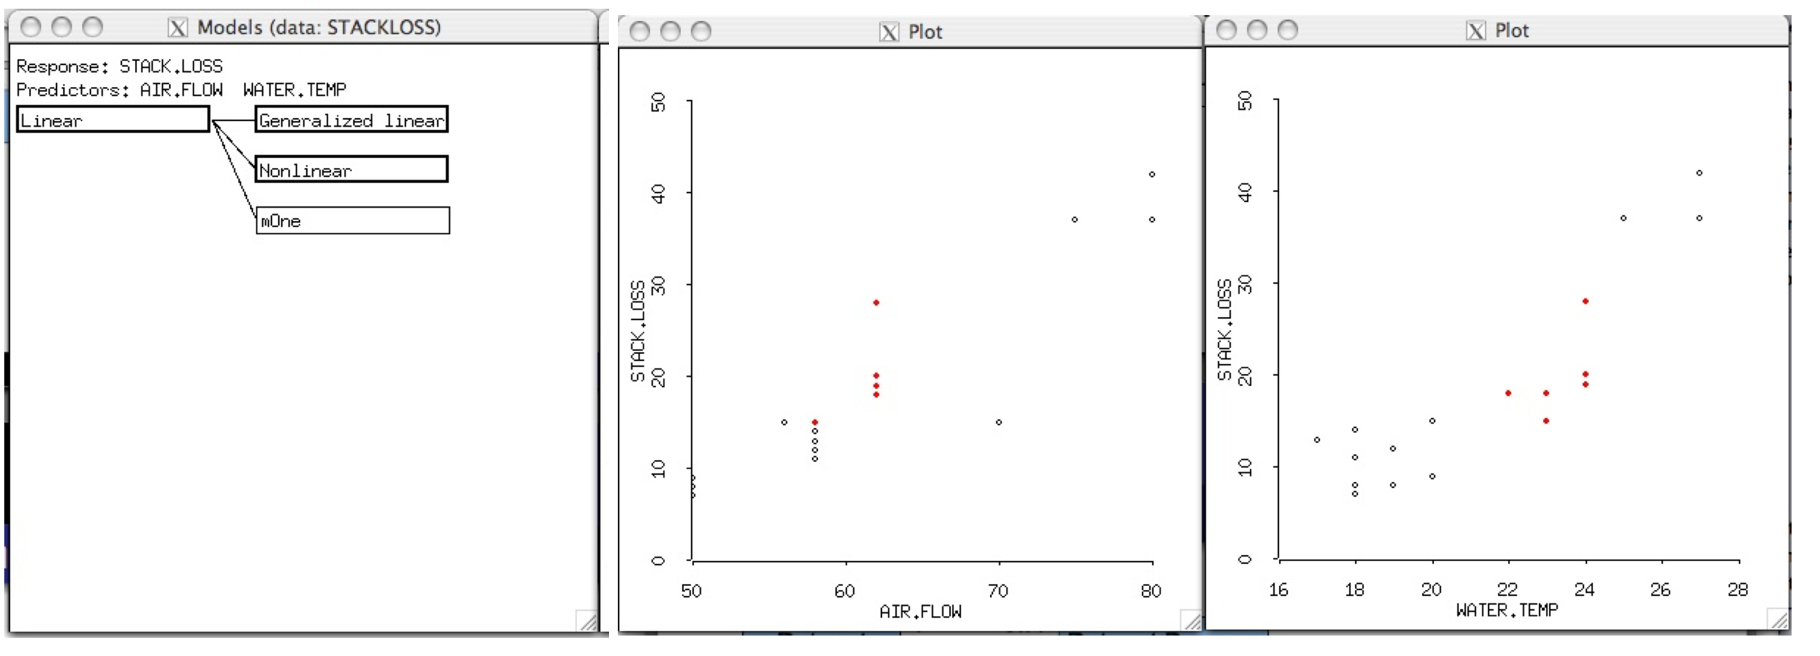 Models (data: STACKLOSS)
Response: STACK.LOSS
Predictors: AIR.FLOW WATER.TEMP
Linear
Generalized linear
Nonlinear
mOne
Plot
50
40
30
20
10
0
STACK.LOSS
50 60 70 80
AIR.FLOW
Plot
50
40
30
20
10
0
STACK.LOSS
16 18 20 22 24 26 28
WATER.TEMP